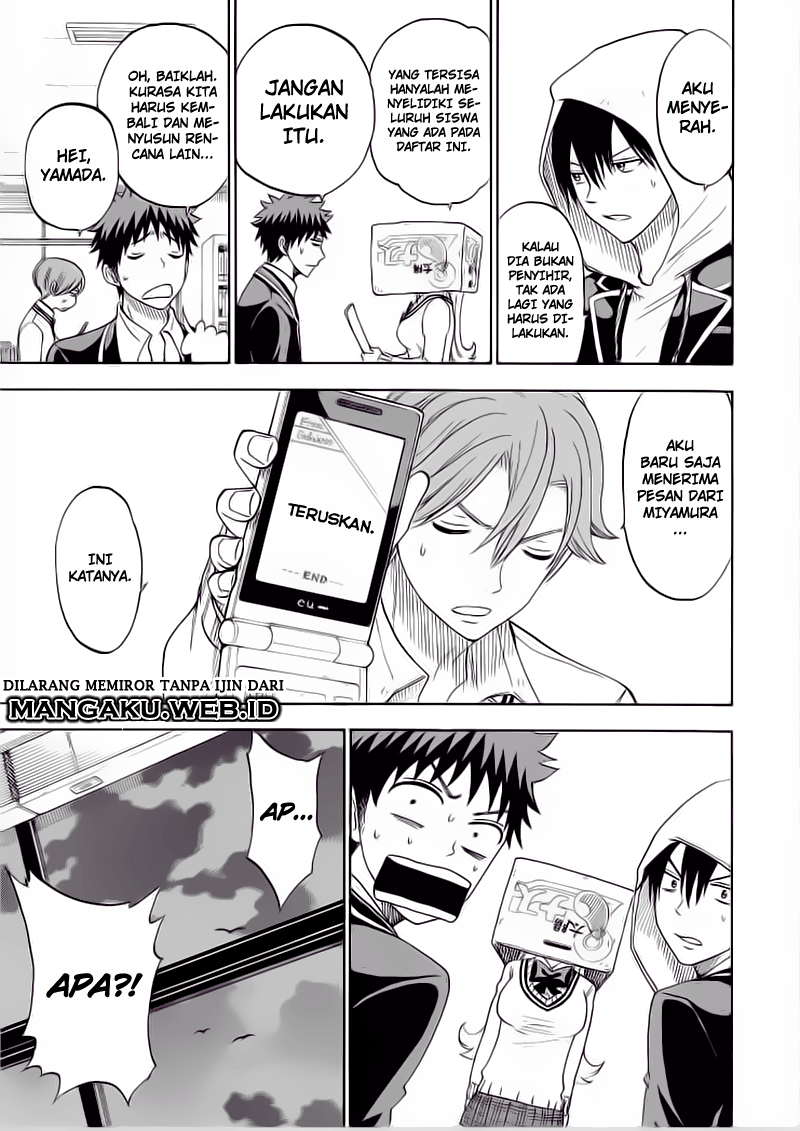 AKU
MENYE-
RAH.
KALAU
DIA BUKAN
PENYIHIR,
TAK ADA
LAGI YANG
HARUS DI-
LAKUKAN.
YANG TERSISA
HANYALAH ME-
NYELIDIKI SE-
LURUH SISWA
YANG ADA PADA
DAFTAR INI.
JANGAN
LAKUKAN
ITU.
OH, BAIKLAH.
KURASA KITA
HARUS KEM-
BALI DAN ME-
NYUSUN REN-
CANA LAIN...
HEI,
YAMADA.
AKU
BARU SAJA
MENERIMA
PESAN DARI
MIYAMURA
...
TERUSKAN.
----END----
cu
INI
KATANYA.
DILARANG MEMIROR TANPA IJIN DARI
MANGAKU.WEB.ID
AP...
APA?!